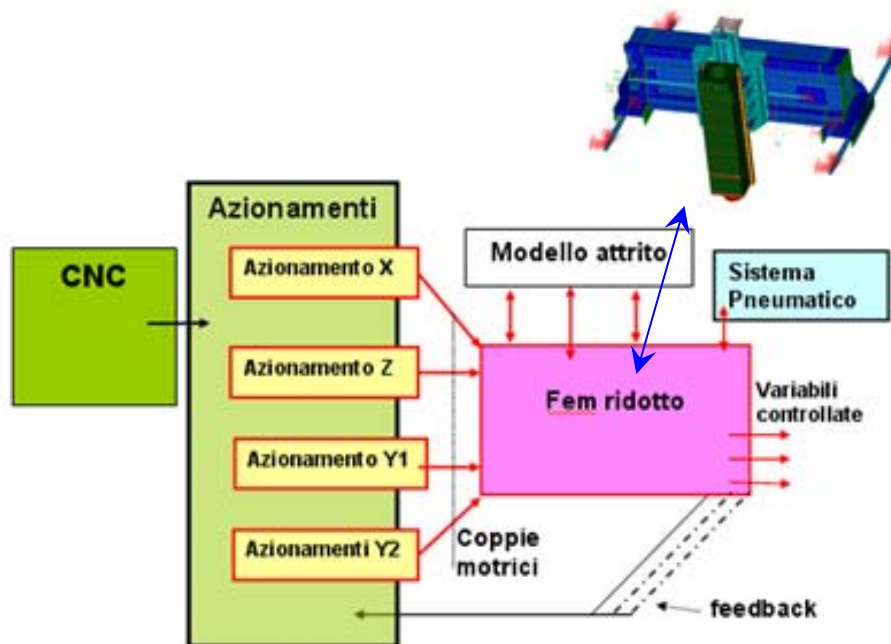 Azionamenti
CNC
Azionamento X
Azionamento Z
Azionamento Y1
Azionamenti Y2
Modello attrito
Sistema
Pneumatico
Fem ridotto
Variabili
controllate
Coppie
motrici
feedback